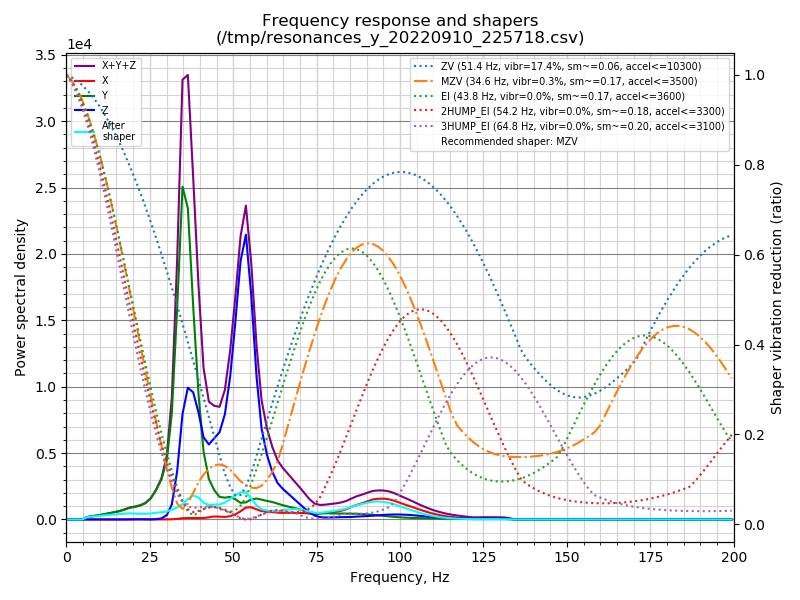 Frequency response and shapers
(/tmp/resonances_y_20220910_225718.csv)
1e4
X+Y+Z
X
Y
Z
After
shaper
ZV (51.4 Hz, vibr=17.4%, sm~=0.06, accel<=10300)
MZV (34.6 Hz, vibr=0.3%, sm~=0.17, accel<=3500)
EI (43.8 Hz, vibr=0.0%, sm~=0.17, accel<=3600)
2HUMP_EI (54.2 Hz, vibr=0.0%, sm~=0.18, accel<=3300)
3HUMP_EI (64.8 Hz, vibr=0.0%, sm~=0.20, accel<=3100)
Recommended shaper: MZV
3.5
3.0
2.5
2.0
1.5
1.0
0.5
0.0
Power spectral density
1.0
0.8
0.6
0.4
0.2
0.0
Shaper vibration reduction (ratio)
0 25 50 75 100 125 150 175 200
Frequency, Hz